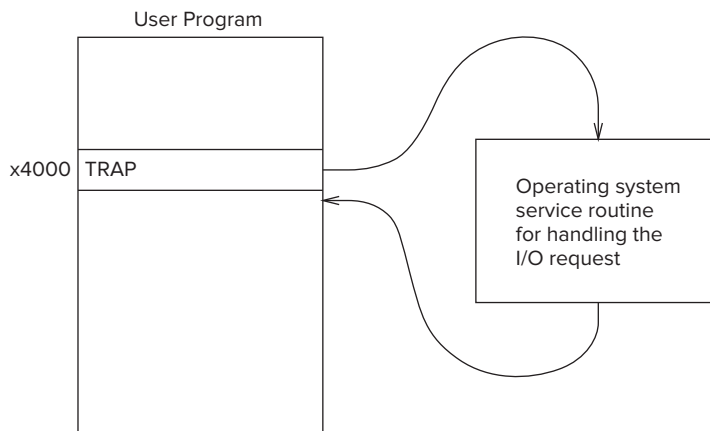 User Program
x4000 TRAP
Operating system
service routine
for handling the
I/O request